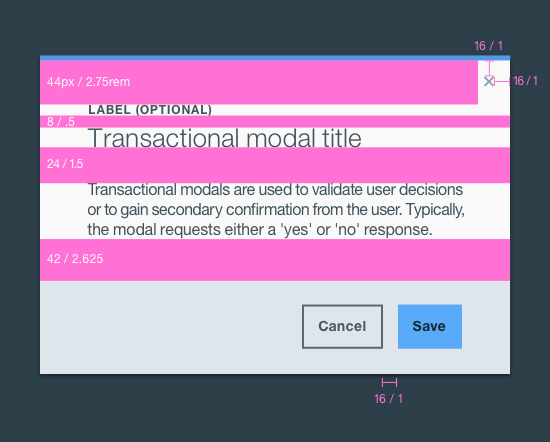 16 / 1
44px / 2.75rem
16 / 1
LABEL (OPTIONAL)
8 / .5
Transactional modal title
24 / 1.5
Transactional modals are used to validate user decisions
or to gain secondary confirmation from the user. Typically,
the modal requests either a 'yes' or 'no' response.
42 / 2.625
Cancel
Save
16 / 1